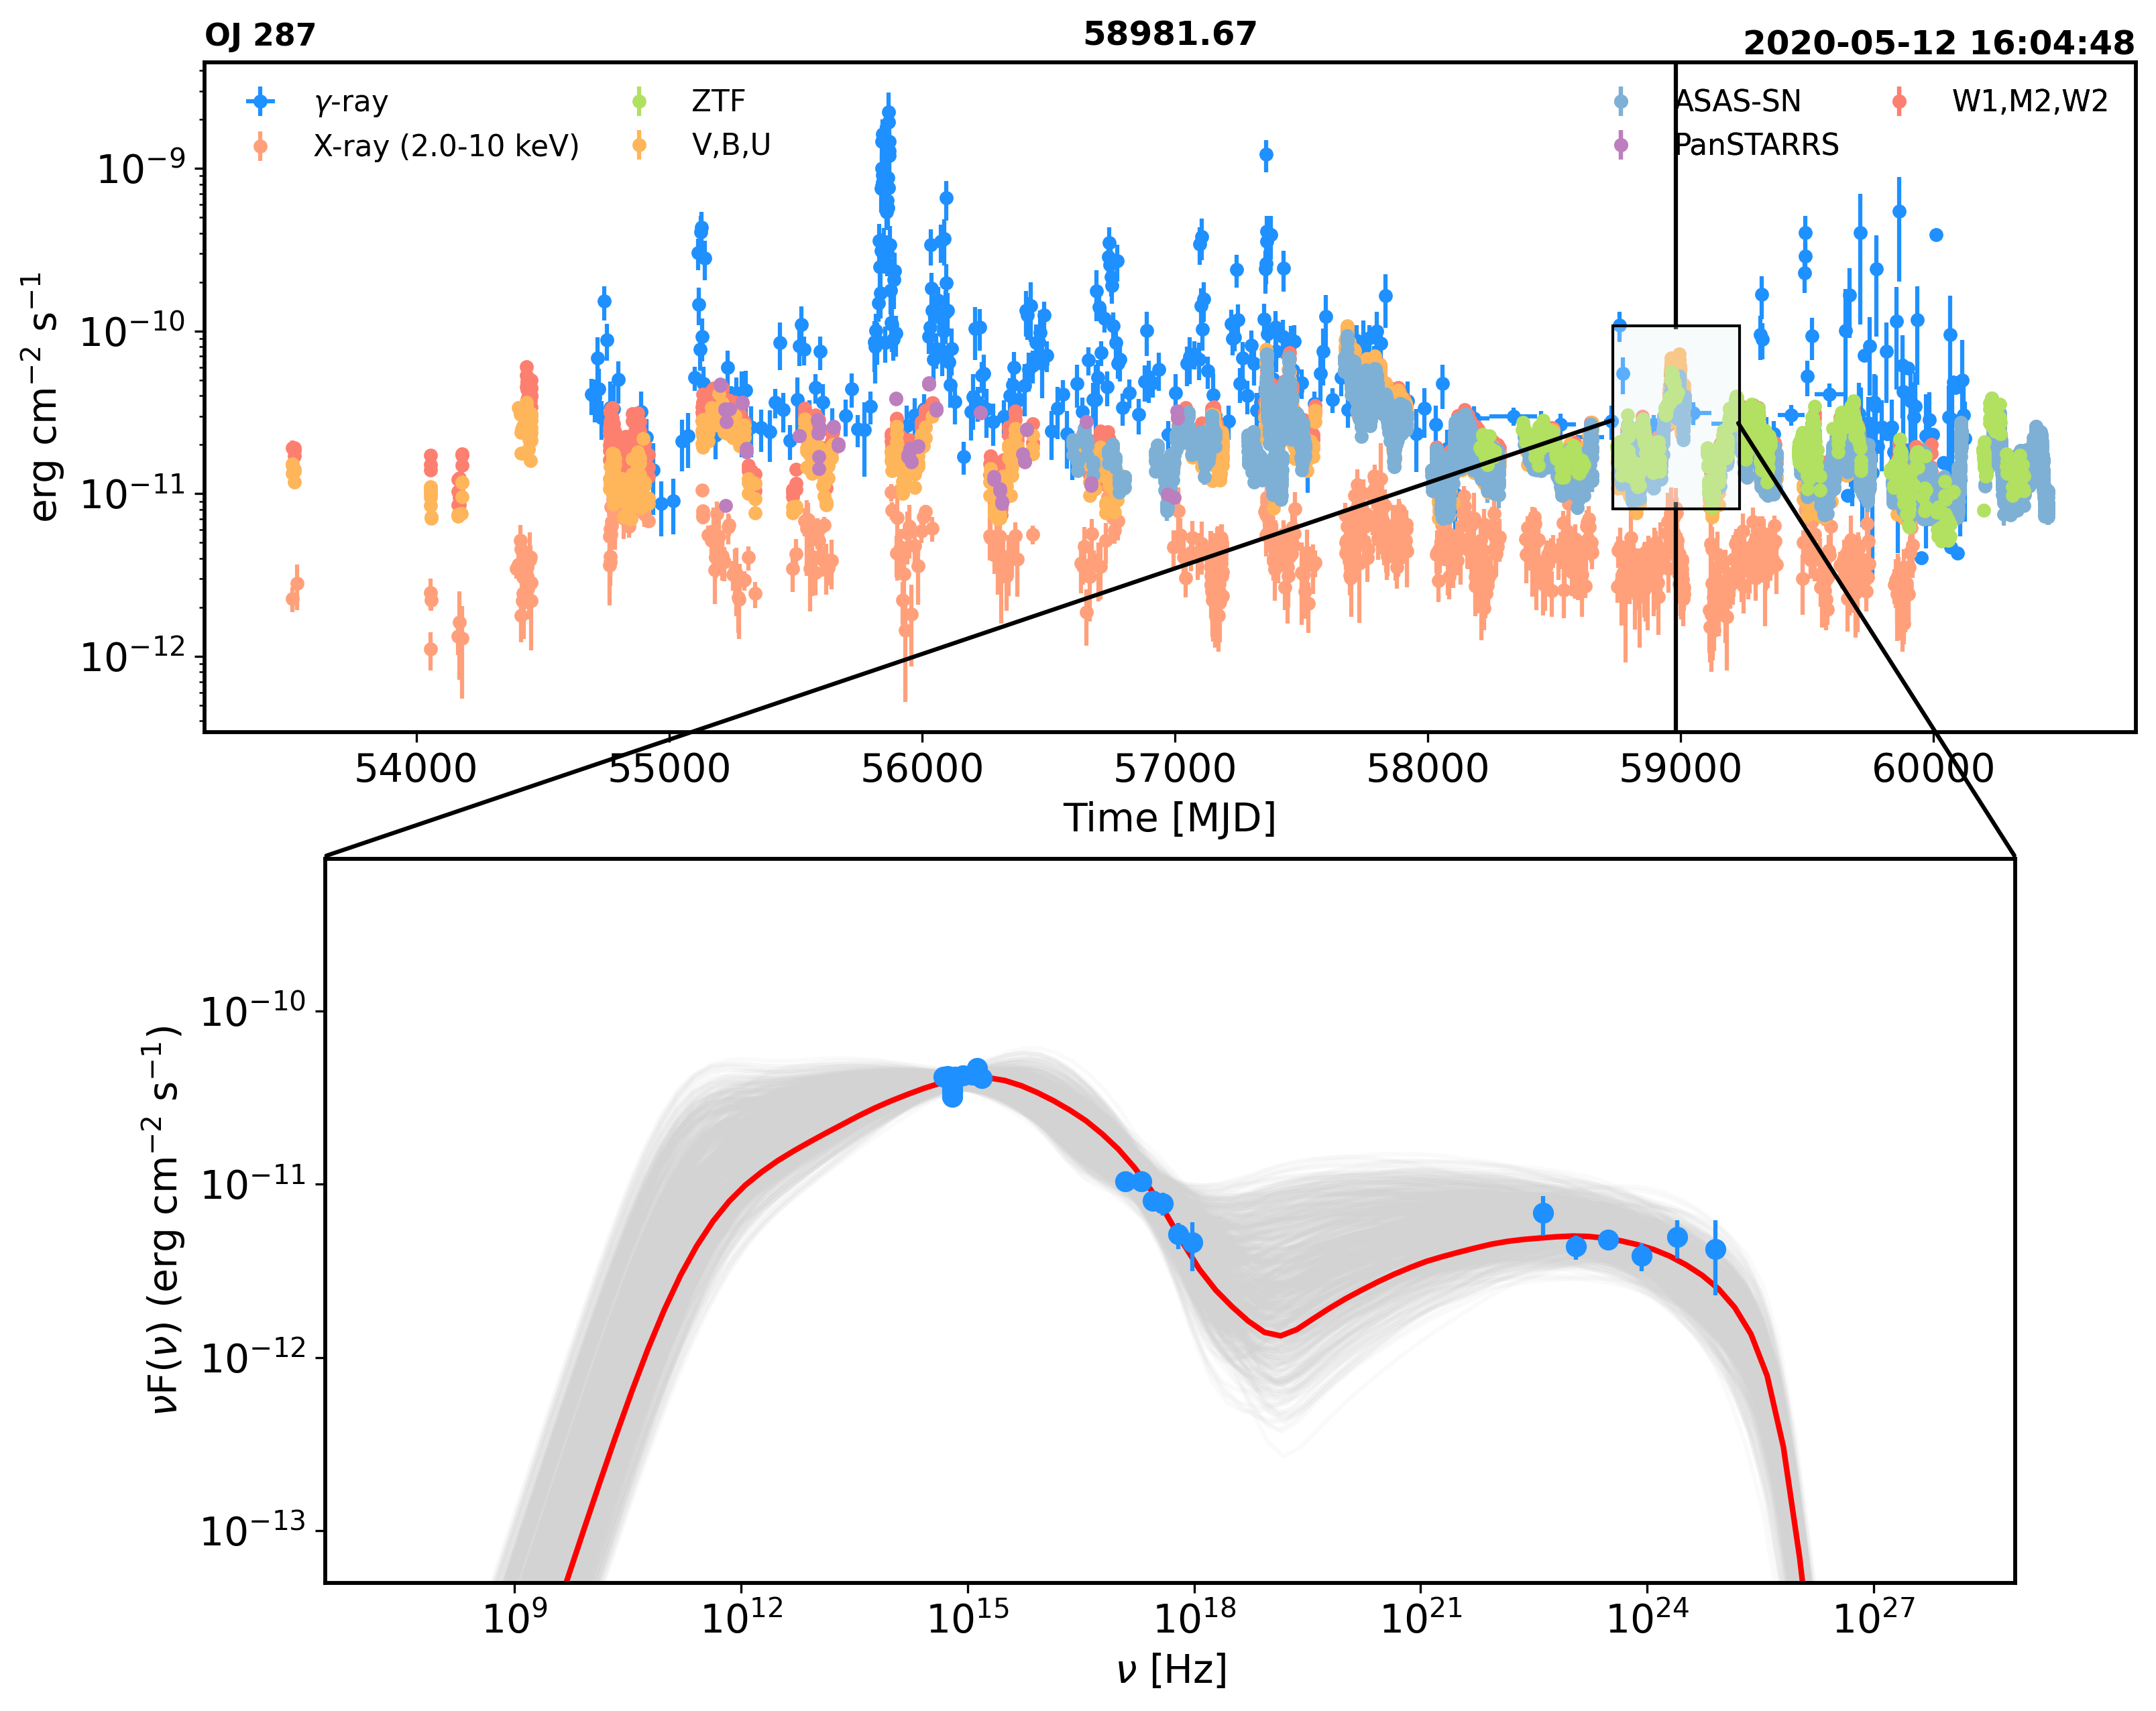 OJ 287 58981.67 2020-05-12 16:04:48
γ-ray ZTF ASAS-SN W1,M2,W2
X-ray (2.0-10 keV) V,B,U PanSTARRS
10⁻⁹
10⁻¹⁰
10⁻¹¹
10⁻¹²
erg cm⁻² s⁻¹
54000 55000 56000 57000 58000 59000 60000
Time [MJD]
10⁻¹⁰
10⁻¹¹
10⁻¹²
10⁻¹³
νF(ν) (erg cm⁻² s⁻¹)
10⁹ 10¹² 10¹⁵ 10¹⁸ 10²¹ 10²⁴ 10²⁷
ν [Hz]